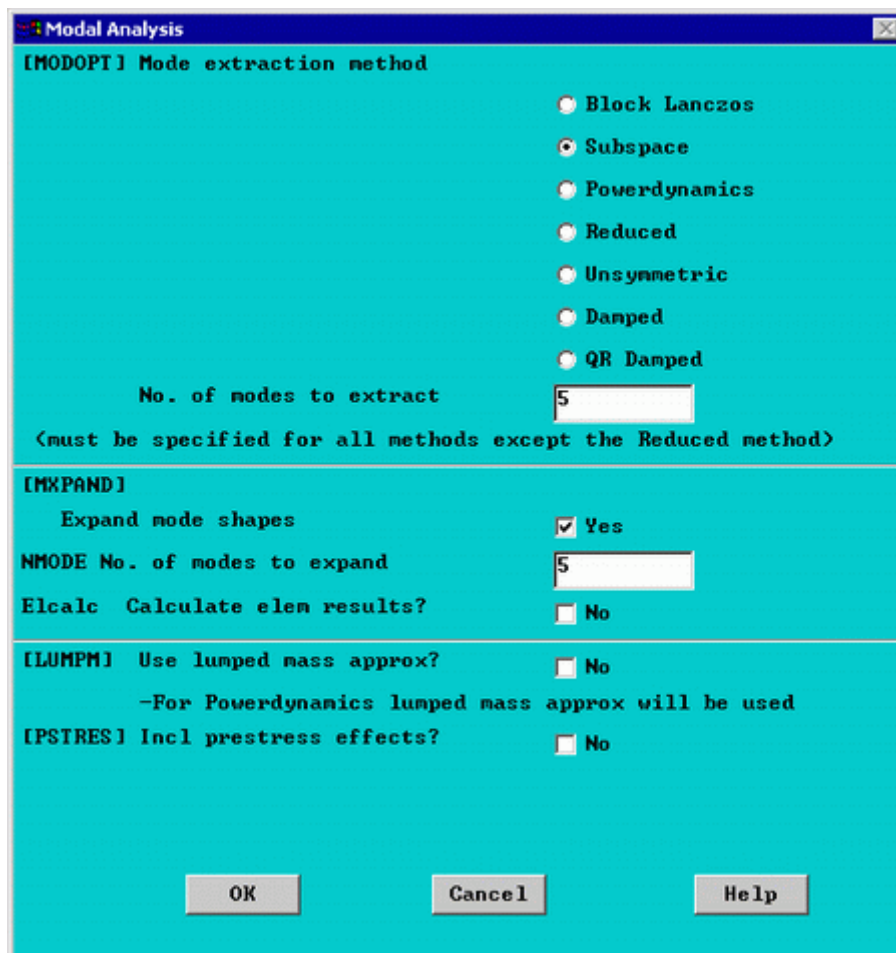 Modal Analysis
[MODOPT] Mode extraction method
Block Lanczos
Subspace
Powerdynamics
Reduced
Unsymmetric
Damped
QR Damped
No. of modes to extract 5
(must be specified for all methods except the Reduced method)
[MXPAND]
Expand mode shapes Yes
NMODE No. of modes to expand 5
Elcalc Calculate elem results? No
[LUMPM] Use lumped mass approx? No
-For Powerdynamics lumped mass approx will be used
[PSTRES] Incl prestress effects? No
OK Cancel Help